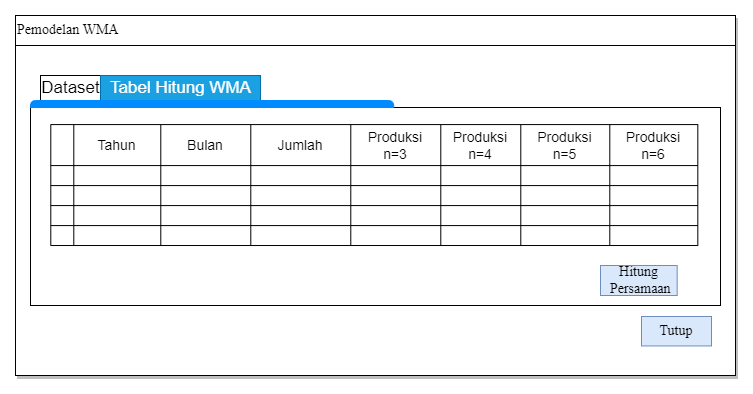 Pemodelan WMA
Dataset Tabel Hitung WMA
Tahun Bulan Jumlah Produksi n=3 Produksi n=4 Produksi n=5 Produksi n=6
Hitung
Persamaan
Tutup